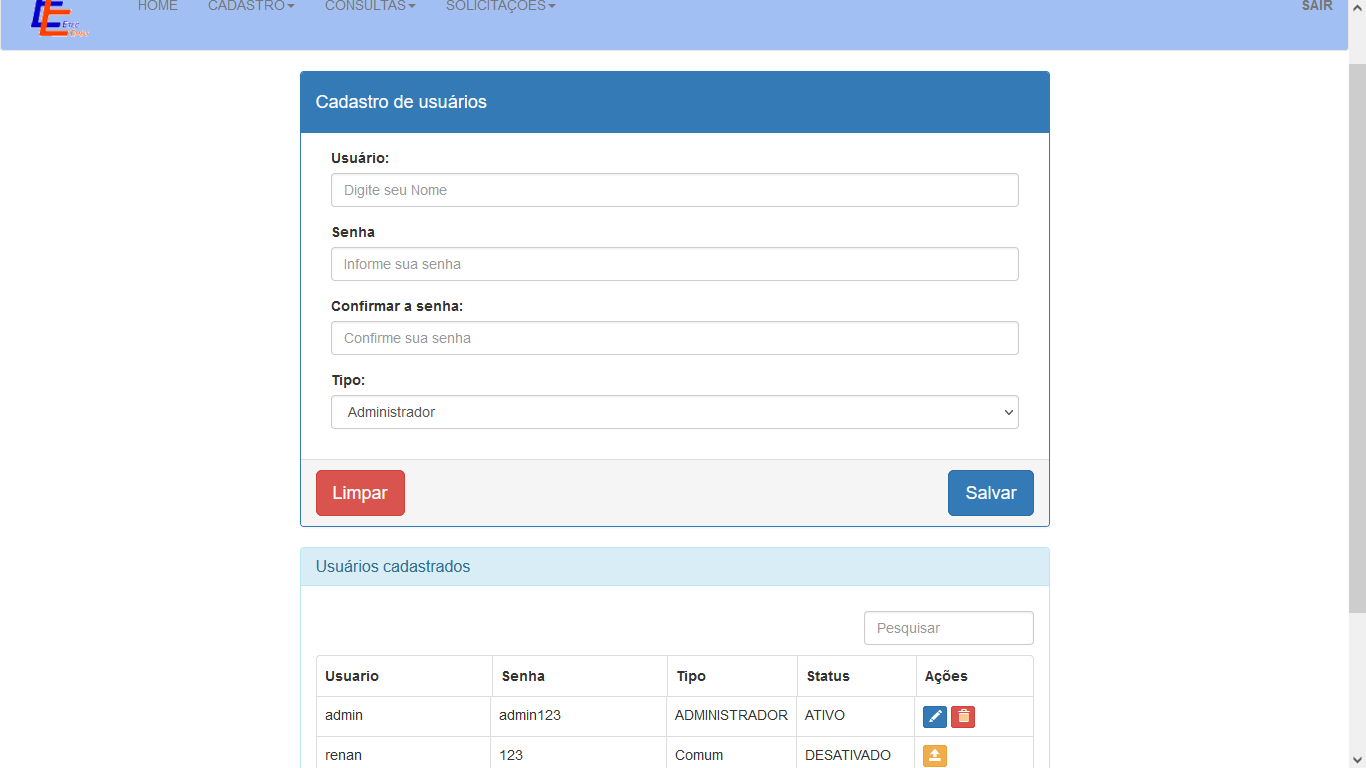 HOME CADASTRO CONSULTAS SOLICITAÇÕES SAIR
Cadastro de usuários
Usuário:
Digite seu Nome
Senha
Informe sua senha
Confirmar a senha:
Confirme sua senha
Tipo:
Administrador
Limpar Salvar
Usuários cadastrados
Pesquisar
Usuario Senha Tipo Status Ações
admin admin123 ADMINISTRADOR ATIVO
renan 123 Comum DESATIVADO